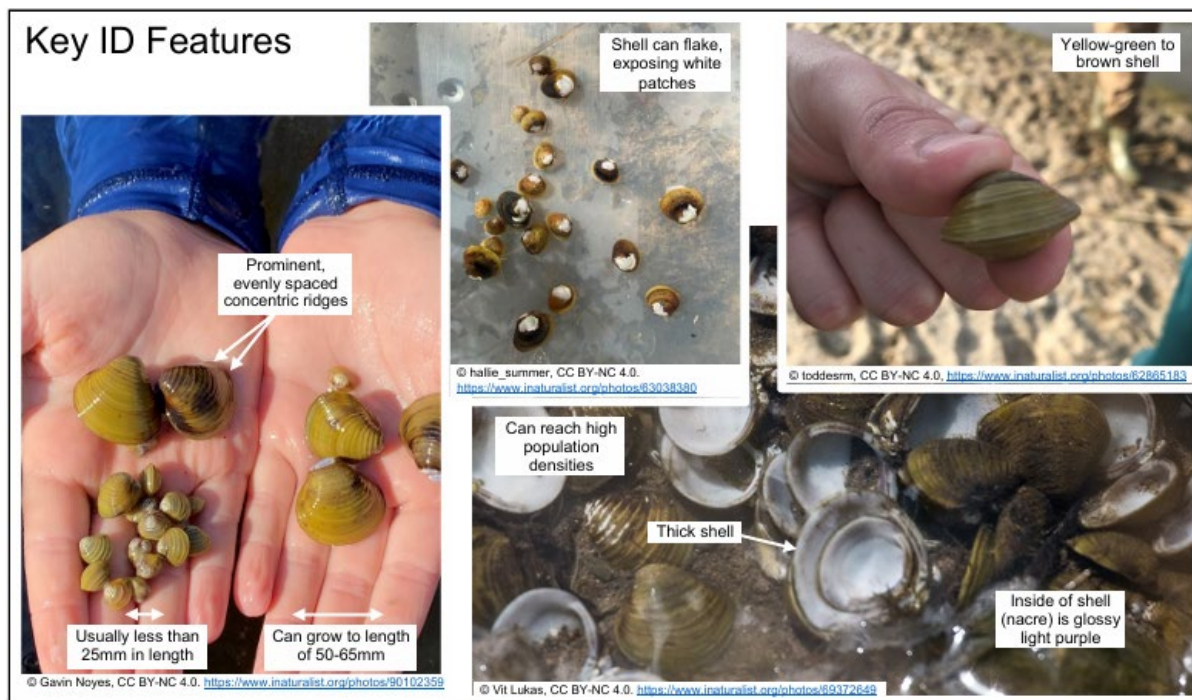 Key ID Features
Shell can flake,
exposing white
patches
Yellow-green to
brown shell
Prominent,
evenly spaced
concentric ridges
© hallie_summer, CC BY-NC 4.0.
https://www.inaturalist.org/photos/63038380
© toddesrm, CC BY-NC 4.0, https://www.inaturalist.org/photos/62865183
Can reach high
population
densities
Thick shell
Inside of shell
(nacre) is glossy
light purple
Usually less than
25mm in length
Can grow to length
of 50-65mm
© Gavin Noyes, CC BY-NC 4.0. https://www.inaturalist.org/photos/90102359
© Vit Lukas, CC BY-NC 4.0. https://www.inaturalist.org/photos/69372649